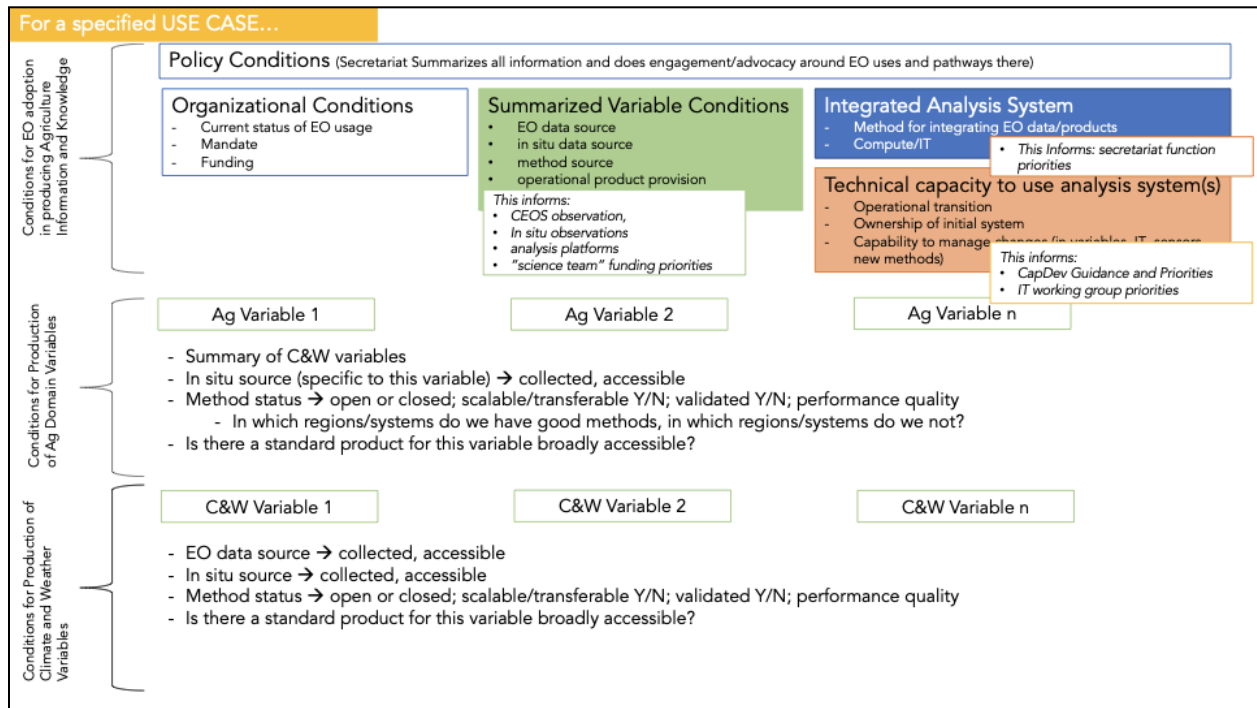 For a specified USE CASE...
Conditions for EO adoption
in producing Agriculture
Information and Knowledge
Policy Conditions (Secretariat Summarizes all information and does engagement/advocacy around EO uses and pathways there)
Organizational Conditions
- Current status of EO usage
- Mandate
- Funding
Summarized Variable Conditions
• EO data source
• in situ data source
• method source
• operational product provision
This informs:
• CEOS observation,
• In situ observations
• analysis platforms
• "science team" funding priorities
Integrated Analysis System
- Method for integrating EO data/products
- Compute/IT
• This Informs: secretariat function
priorities
Technical capacity to use analysis system(s)
- Operational transition
- Ownership of initial system
- Capability to manage changes (in variables, IT, sensors
new methods)
This informs:
• CapDev Guidance and Priorities
• IT working group priorities
Conditions for Production
of Ag Domain Variables
Ag Variable 1
Ag Variable 2
Ag Variable n
- Summary of C&W variables
- In situ source (specific to this variable) → collected, accessible
- Method status → open or closed; scalable/transferable Y/N; validated Y/N; performance quality
- In which regions/systems do we have good methods, in which regions/systems do we not?
- Is there a standard product for this variable broadly accessible?
Conditions for Production of
Climate and Weather
Variables
C&W Variable 1
C&W Variable 2
C&W Variable n
- EO data source → collected, accessible
- In situ source → collected, accessible
- Method status → open or closed; scalable/transferable Y/N; validated Y/N; performance quality
- Is there a standard product for this variable broadly accessible?